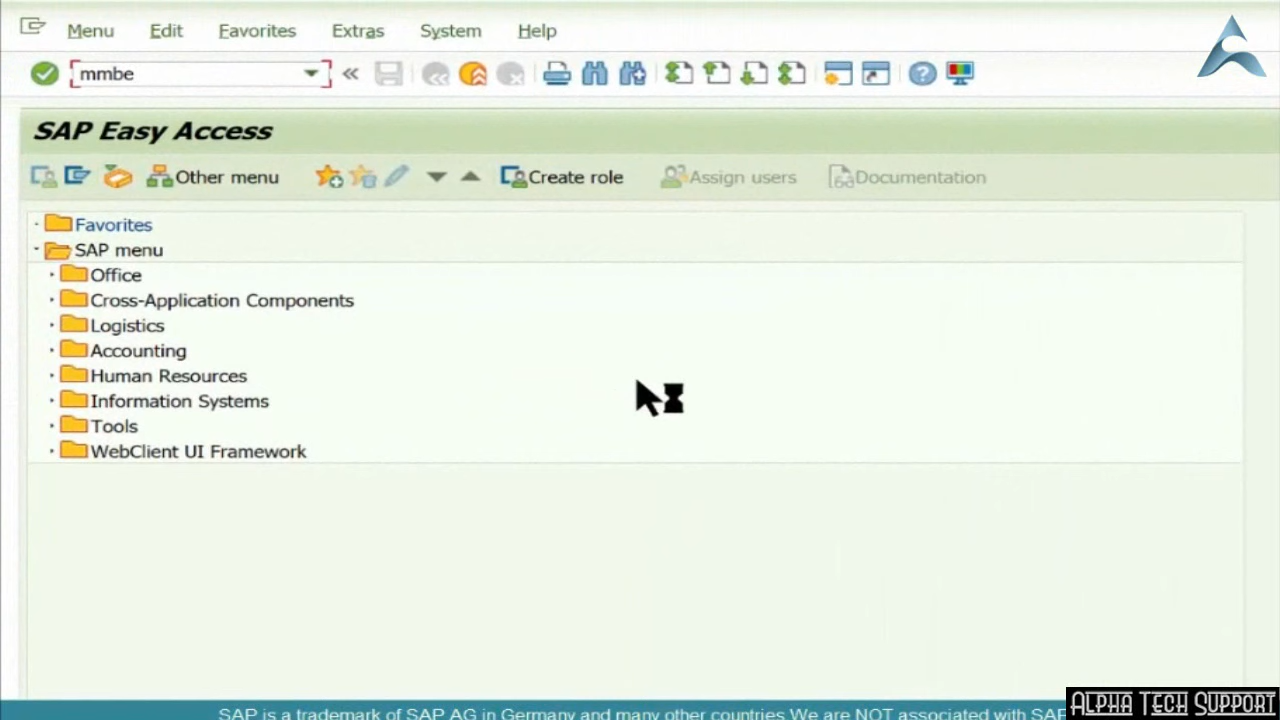 Menu Edit Favorites Extras System Help
mmbe
SAP Easy Access
Other menu Create role Assign users Documentation
Favorites
SAP menu
Office
Cross-Application Components
Logistics
Accounting
Human Resources
Information Systems
Tools
WebClient UI Framework
SAP is a trademark of SAP AG in Germany and many other countries We are NOT associated with SAP
ALPHA TECH SUPPORT